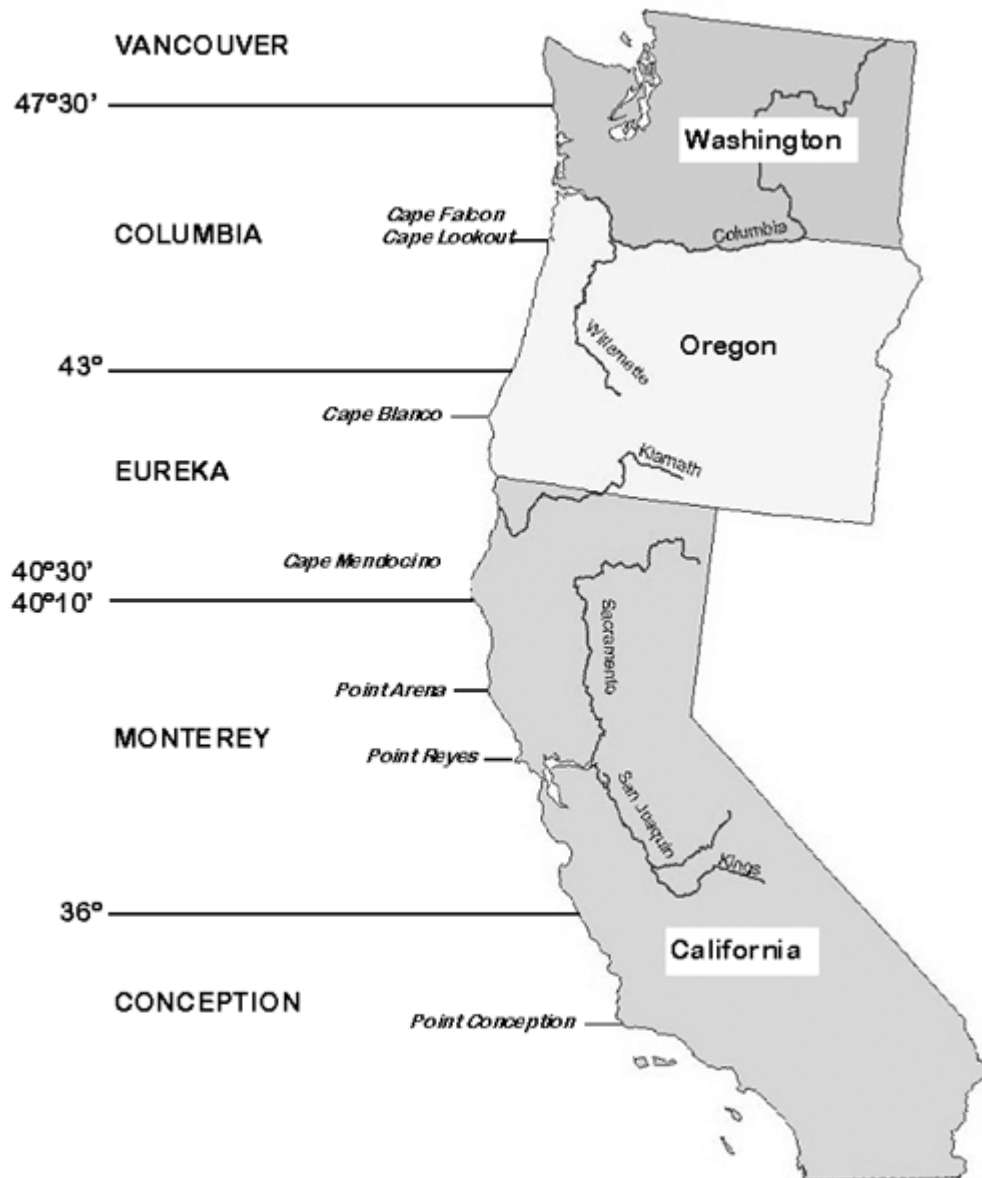 VANCOUVER
47°30'
Washington
Cape Falcon
COLUMBIA
Cape Lookout
Columbia
Willamette
Oregon
43°
Cape Blanco
EUREKA
Klamath
Cape Mendocino
40°30'
40°10'
Sacramento
Point Arena
MONTEREY
Point Reyes
San Joaquin
Kings
36°
California
CONCEPTION
Point Conception